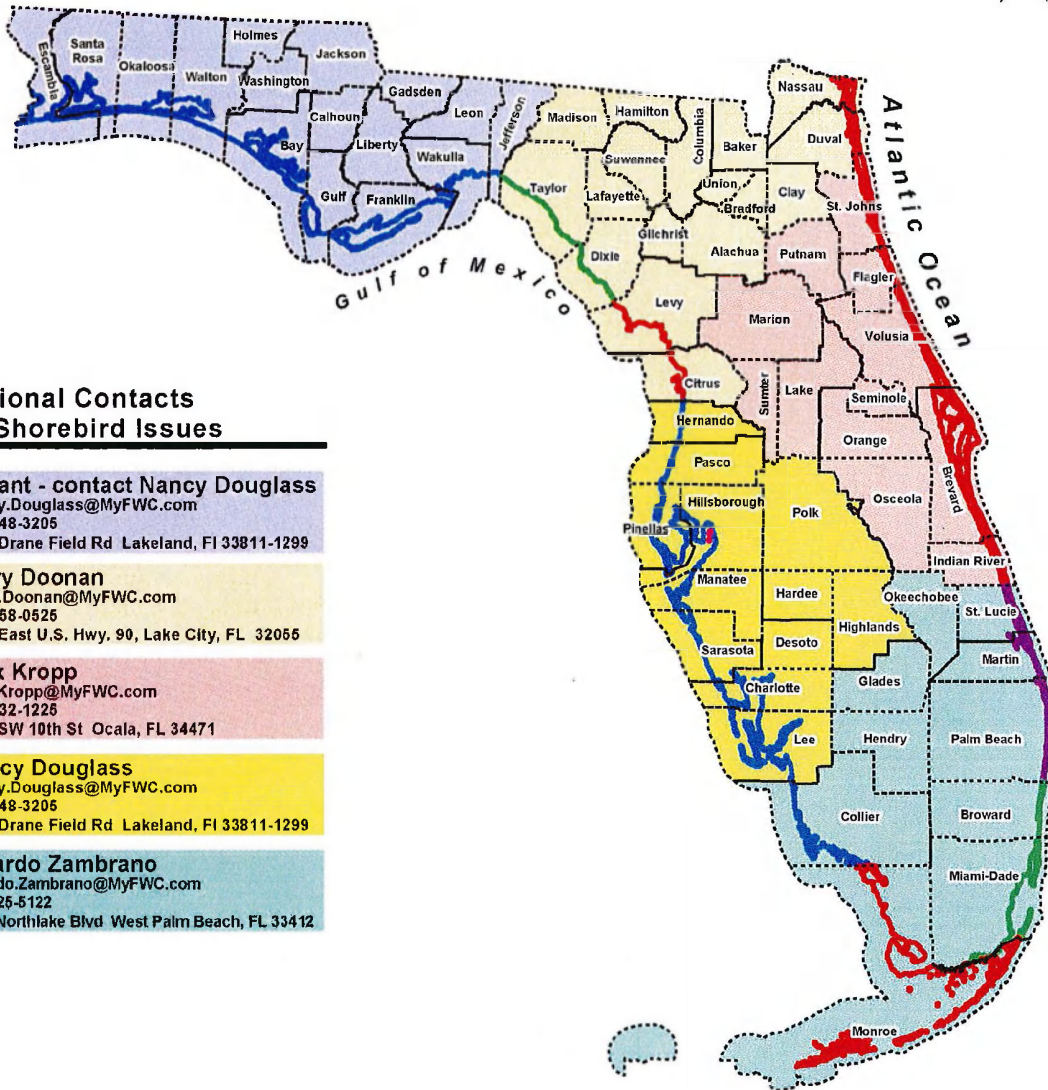 Escambia
Santa
Rosa
Okaloosa
Walton
Holmes
Washington
Jackson
Bay
Calhoun
Gulf
Liberty
Franklin
Gadsden
Leon
Wakulla
Jefferson
Madison
Taylor
Hamilton
Suwannee
Lafayette
Dixie
Columbia
Baker
Union
Bradford
Gilchrist
Alachua
Levy
Nassau
Duval
Clay
St. Johns
Putnam
Flagler
Marion
Volusia
Citrus
Sumter
Lake
Seminole
Orange
Brevard
Osceola
Indian River
Hernando
Pasco
Hillsborough
Pinellas
Polk
Manatee
Hardee
Highlands
Sarasota
Desoto
Charlotte
Lee
Okeechobee
St. Lucie
Martin
Glades
Hendry
Palm Beach
Collier
Broward
Miami-Dade
Monroe
Gulf of Mexico
Atlantic Ocean
ional Contacts
Shorebird Issues
ant - contact Nancy Douglass
y.Douglass@MyFWC.com
48-3205
Drane Field Rd Lakeland, Fl 33811-1299
ry Doonan
.Doonan@MyFWC.com
58-0525
East U.S. Hwy. 90, Lake City, FL 32055
x Kropp
Kropp@MyFWC.com
32-1225
SW 10th St Ocala, FL 34471
cy Douglass
y.Douglass@MyFWC.com
48-3205
Drane Field Rd Lakeland, Fl 33811-1299
ardo Zambrano
do.Zambrano@MyFWC.com
25-5122
Northlake Blvd West Palm Beach, FL 33412